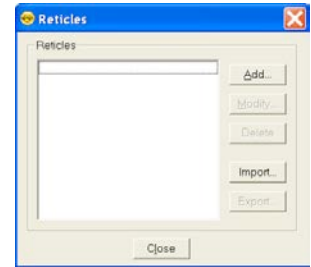 Reticles
Reticles
Add...
Modify...
Delete
Import...
Export...
Close